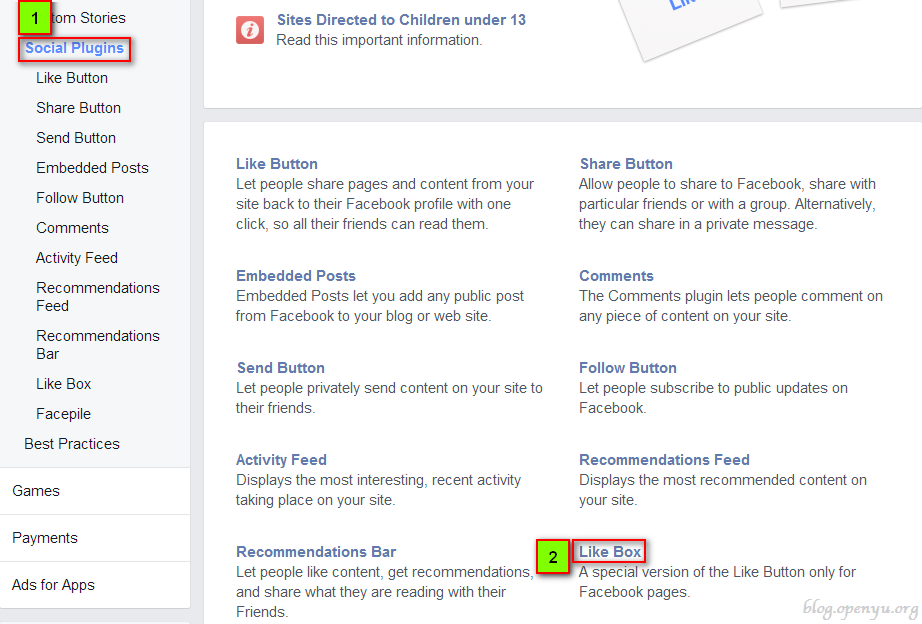 1
tom Stories
Social Plugins
Like Button
Share Button
Send Button
Embedded Posts
Follow Button
Comments
Activity Feed
Recommendations
Feed
Recommendations
Bar
Like Box
Facepile
Best Practices
Games
Payments
Ads for Apps
Sites Directed to Children under 13
Read this important information.
Like Button
Let people share pages and content from your
site back to their Facebook profile with one
click, so all their friends can read them.
Share Button
Allow people to share to Facebook, share with
particular friends or with a group. Alternatively,
they can share in a private message.
Embedded Posts
Embedded Posts let you add any public post
from Facebook to your blog or web site.
Comments
The Comments plugin lets people comment on
any piece of content on your site.
Send Button
Let people privately send content on your site to
their friends.
Follow Button
Let people subscribe to public updates on
Facebook.
Activity Feed
Displays the most interesting, recent activity
taking place on your site.
Recommendations Feed
Displays the most recommended content on
your site.
Recommendations Bar
Let people like content, get recommendations,
and share what they are reading with their
Friends.
2
Like Box
A special version of the Like Button only for
Facebook pages.
blog.openyu.org